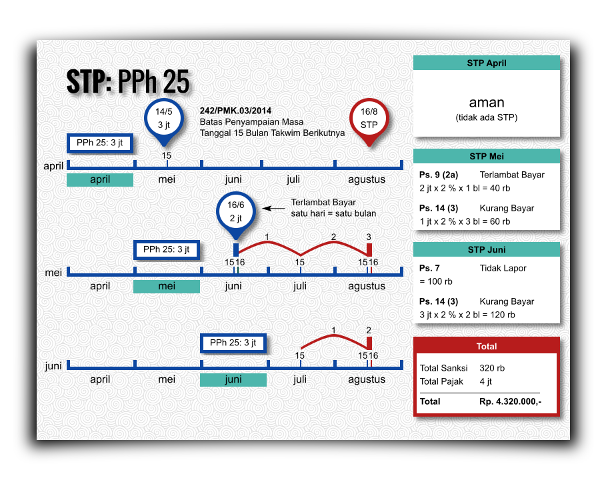 STP: PPh 25
14/5
3 jt
242/PMK.03/2014
Batas Penyampaian Masa
Tanggal 15 Bulan Takwim Berikutnya
16/8
STP
PPh 25: 3 jt
15
april
april
mei
juni
juli
agustus
16/6
2 jt
Terlambat Bayar
satu hari = satu bulan
PPh 25: 3 jt
1
2
3
15 16
15
15 16
mei
april
mei
juni
juli
agustus
PPh 25: 3 jt
1
2
15
15 16
juni
april
mei
juni
juli
agustus
STP April
aman
(tidak ada STP)
STP Mei
Ps. 9 (2a) Terlambat Bayar
2 jt x 2 % x 1 bl = 40 rb
Ps. 14 (3) Kurang Bayar
1 jt x 2 % x 3 bl = 60 rb
STP Juni
Ps. 7 Tidak Lapor
= 100 rb
Ps. 14 (3) Kurang Bayar
3 jt x 2 % x 2 bl = 120 rb
Total
Total Sanksi 320 rb
Total Pajak 4 jt
Total Rp. 4.320.000,-